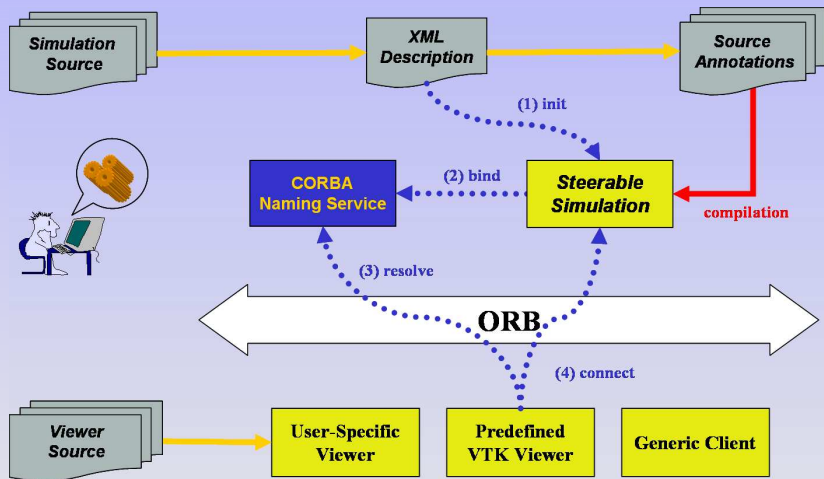 Simulation
Source
XML
Description
Source
Annotations
(1) init
CORBA
Naming Service
(2) bind
Steerable
Simulation
compilation
(3) resolve
ORB
(4) connect
Viewer
Source
User-Specific
Viewer
Predefined
VTK Viewer
Generic Client